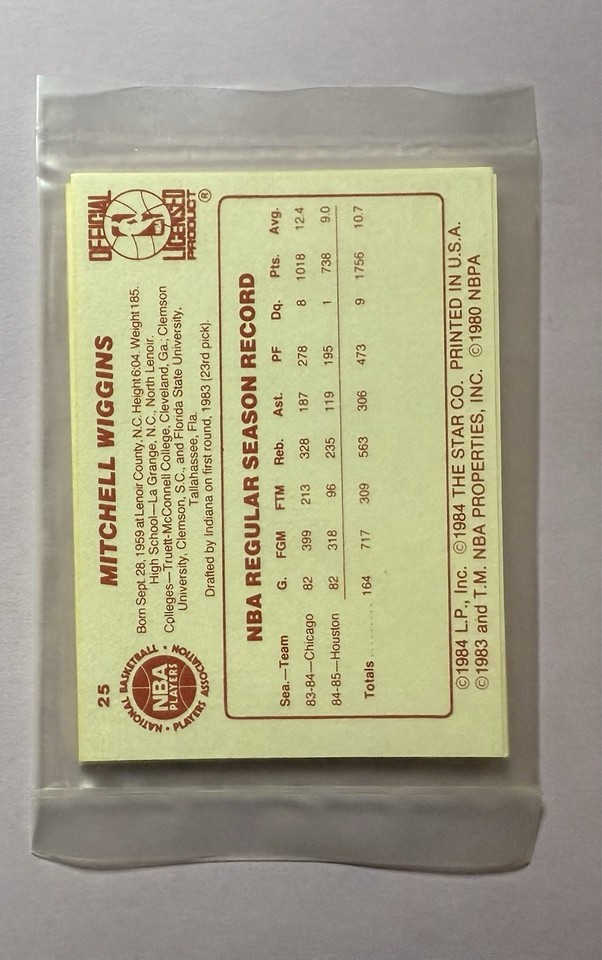 25
MITCHELL WIGGINS
NATIONAL BASKETBALL • NBA PLAYERS • PLAYERS ASSOCIATION •
OFFICIAL
LICENSED
PRODUCT ®
Born Sept. 28, 1959 at Lenoir County, N.C. Height 6:04. Weight 185.
High School—La Grange, N.C., North Lenoir.
Colleges—Truett-McConnell College, Cleveland, Ga.; Clemson
University, Clemson, S.C., and Florida State University,
Tallahassee, Fla.
Drafted by Indiana on first round, 1983 (23rd pick).
NBA REGULAR SEASON RECORD
Sea.—Team G. FGM FTM Reb. Ast. PF Dq. Pts. Avg.
83-84—Chicago 82 399 213 328 187 278 8 1018 12.4
84-85—Houston 82 318 96 235 119 195 1 738 9.0
Totals ......... 164 717 309 563 306 473 9 1756 10.7
©1984 L.P., Inc. ©1984 THE STAR CO. PRINTED IN U.S.A.
©1983 and T.M. NBA PROPERTIES, INC. ©1980 NBPA